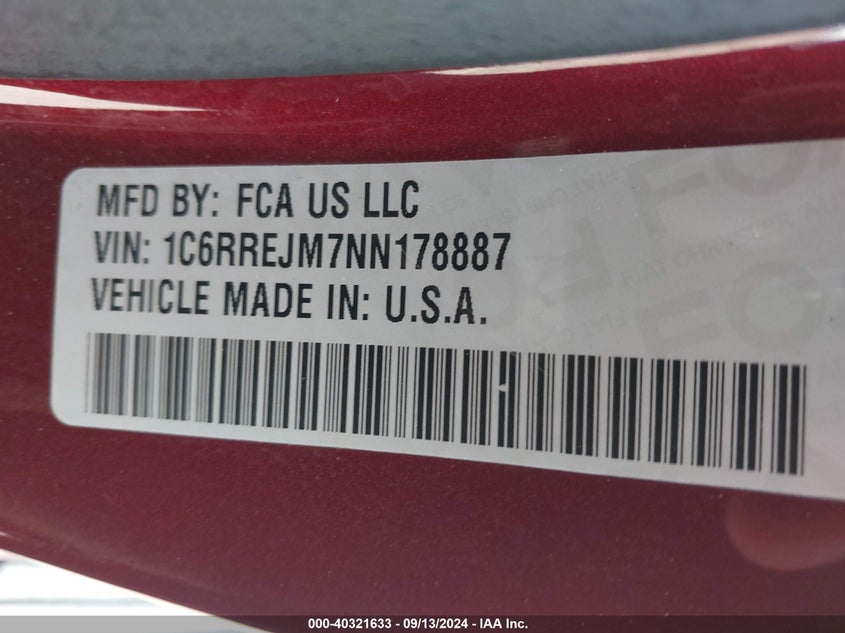 MFD BY: FCA US LLC
VIN: 1C6RREJM7NN178887
VEHICLE MADE IN: U.S.A.
000-40321633 - 09/13/2024 - IAA Inc.